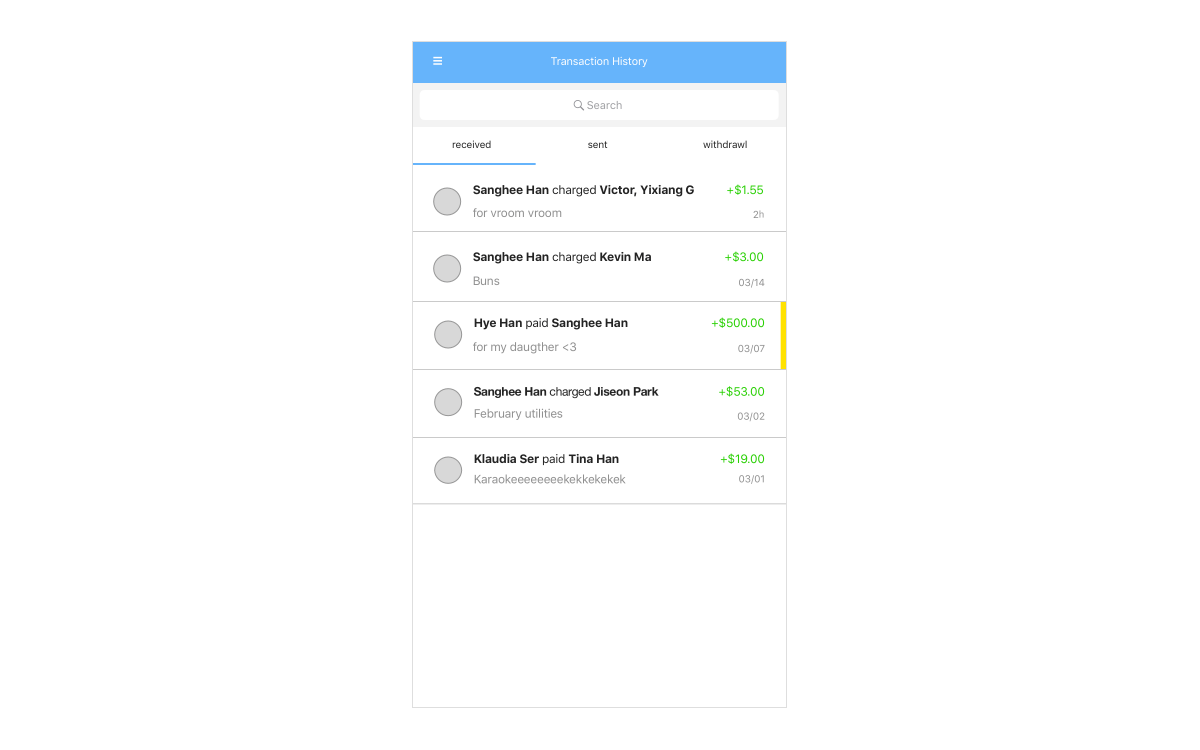 Transaction History
Search
received sent withdrawl
Sanghee Han charged Victor, Yixiang G +$1.55
for vroom vroom 2h
Sanghee Han charged Kevin Ma +$3.00
Buns 03/14
Hye Han paid Sanghee Han +$500.00
for my daugther <3 03/07
Sanghee Han charged Jiseon Park +$53.00
February utilities 03/02
Klaudia Ser paid Tina Han +$19.00
Karaokeeeeeeeekekkekekek 03/01